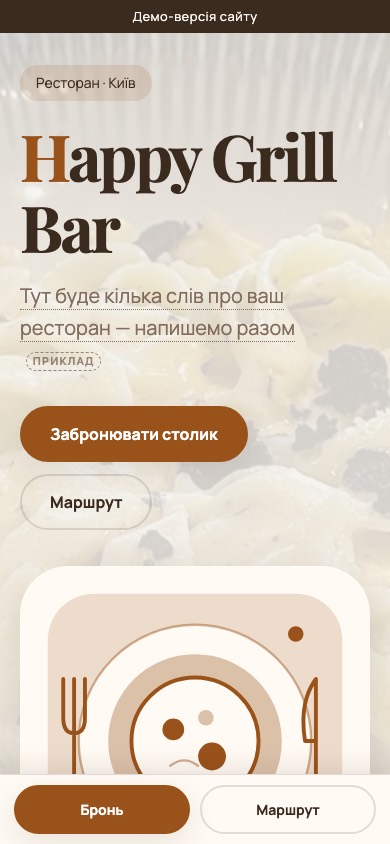 Демо-версія сайту
Ресторан · Київ
Happy Grill
Bar
Тут буде кілька слів про ваш
ресторан — напишемо разом
ПРИКЛАД
Забронювати столик
Маршрут
Бронь
Маршрут